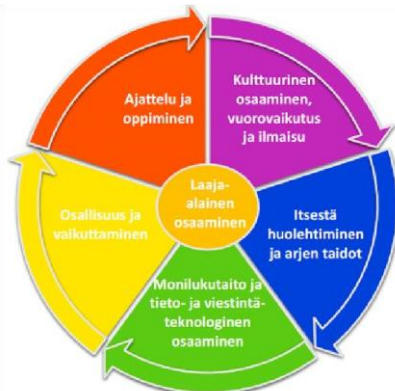 Ajattelu ja
oppiminen
Kulttuurinen
osaaminen,
vuorovaikutus
ja ilmaisu
Laaja-
alainen
osaaminen
Osallisuus ja
vaikuttaminen
Itsestä
huolehtiminen
ja arjen taidot
Monilukutaito ja
tieto- ja viestintä-
teknologinen
osaaminen